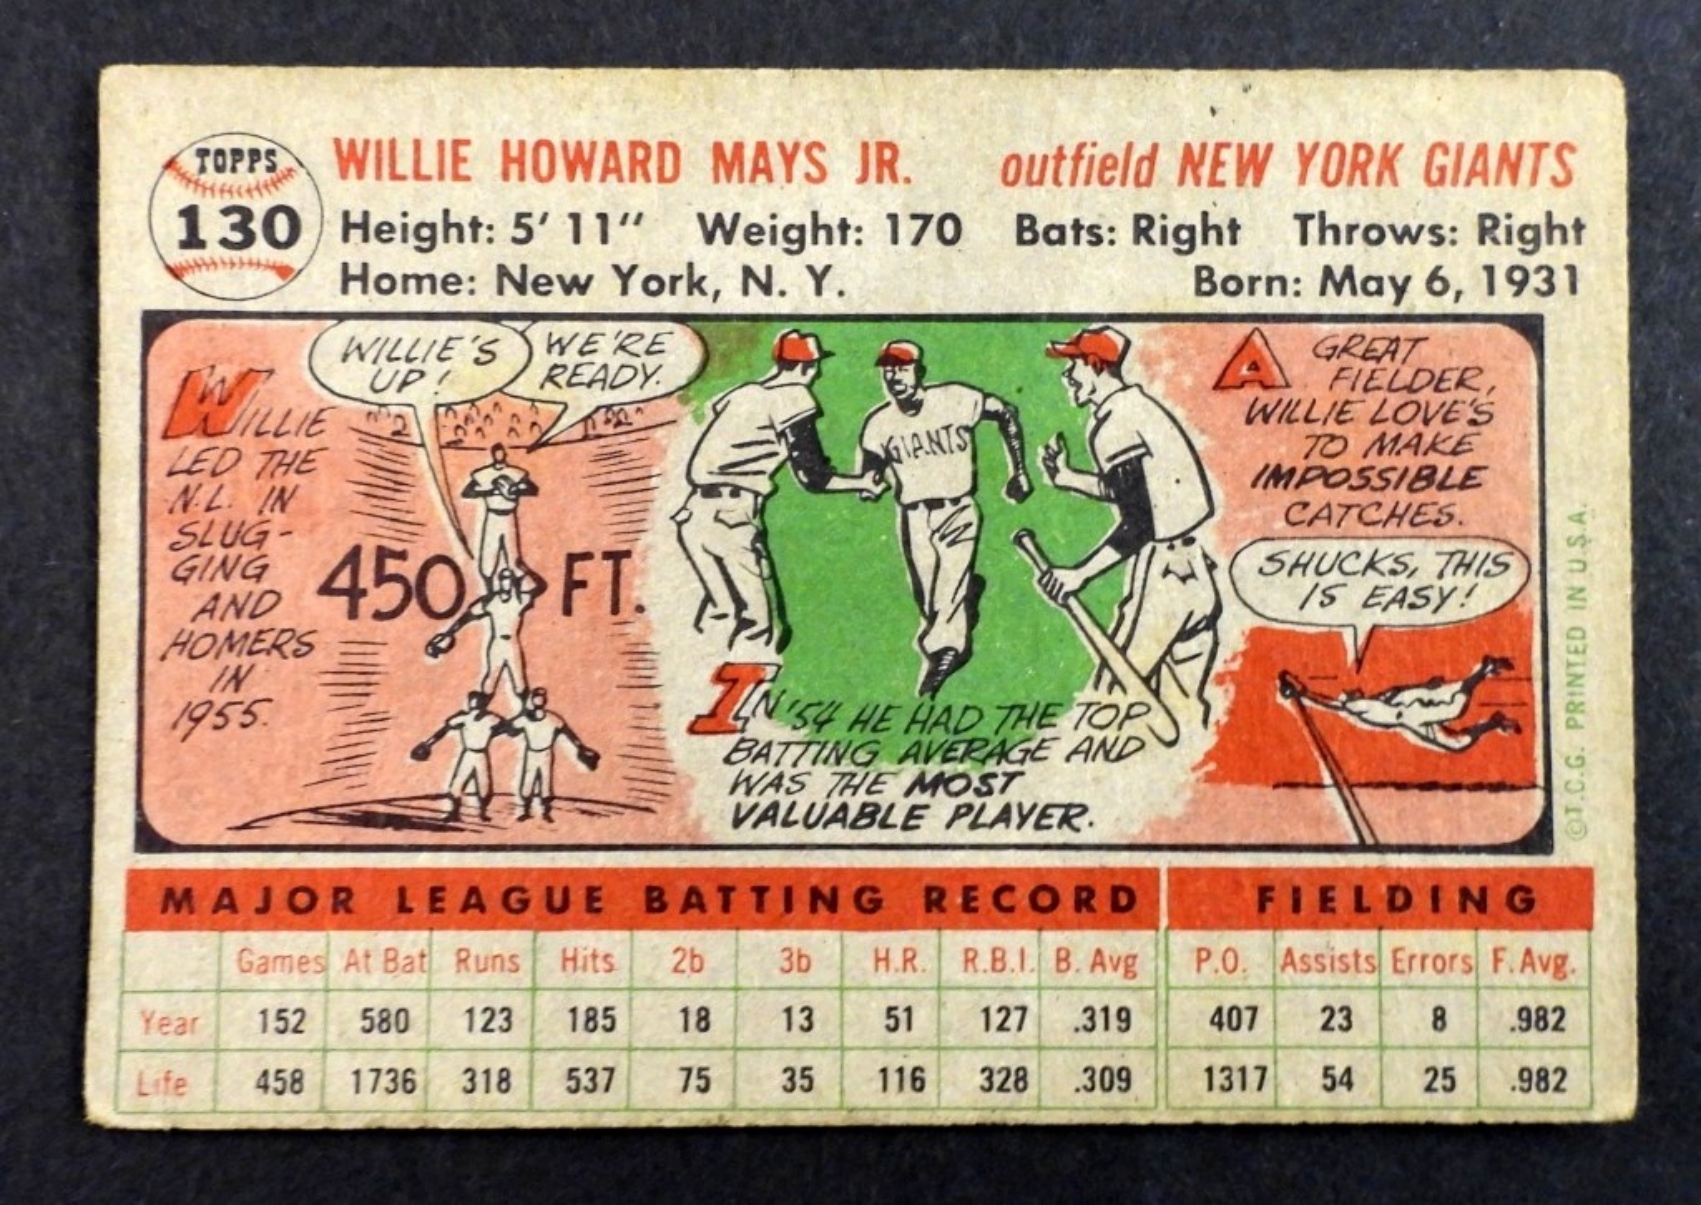 TOPPS
130
WILLIE HOWARD MAYS JR. outfield NEW YORK GIANTS
Height: 5' 11" Weight: 170 Bats: Right Throws: Right
Home: New York, N. Y. Born: May 6, 1931
WILLIE
LED THE
N.L. IN
SLUG-
GING
AND
HOMERS
IN
1955.
WILLIE'S
UP!
WE'RE
READY.
450 FT.
GIANTS
IN '54 HE HAD THE TOP
BATTING AVERAGE AND
WAS THE MOST
VALUABLE PLAYER.
A GREAT
FIELDER,
WILLIE LOVE'S
TO MAKE
IMPOSSIBLE
CATCHES.
SHUCKS, THIS
IS EASY!
©T.C.G. PRINTED IN U.S.A.
MAJOR LEAGUE BATTING RECORD FIELDING
Games At Bat Runs Hits 2b 3b H.R. R.B.I. B. Avg P.O. Assists Errors F. Avg.
Year 152 580 123 185 18 13 51 127 .319 407 23 8 .982
Life 458 1736 318 537 75 35 116 328 .309 1317 54 25 .982